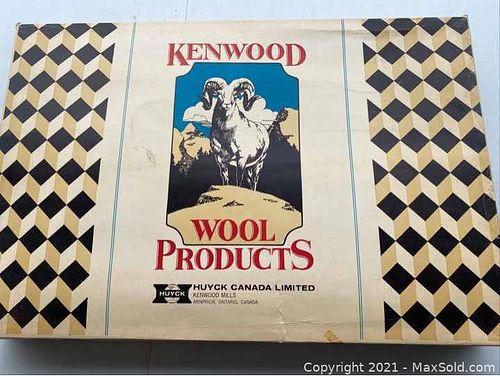 KENWOOD
WOOL
PRODUCTS
HUYCK
HUYCK CANADA LIMITED
KENWOOD MILLS
ARNPRIOR, ONTARIO, CANADA
Copyright © 2021 - MaxSold.com